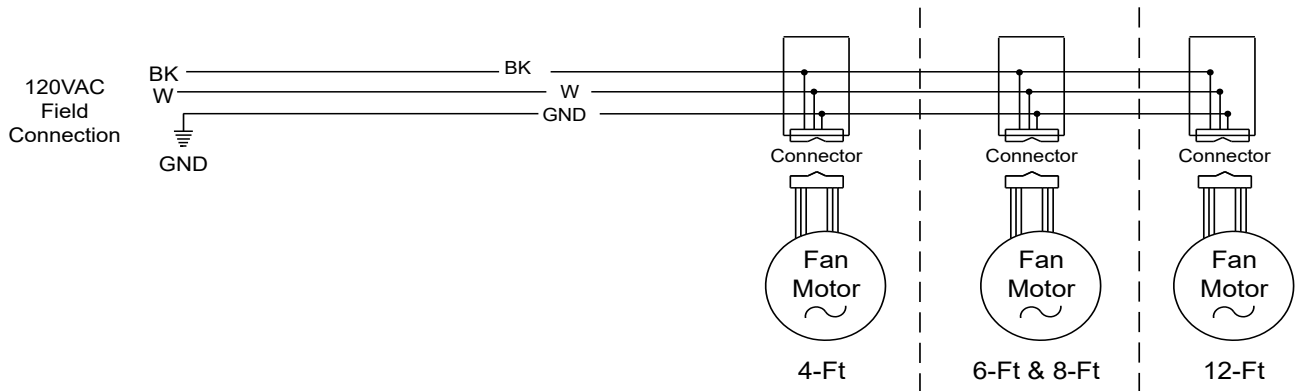 120VAC
Field
Connection
BK
W
GND
BK
W
GND
Connector
Connector
Connector
Fan
Motor
Fan
Motor
Fan
Motor
4-Ft
6-Ft & 8-Ft
12-Ft